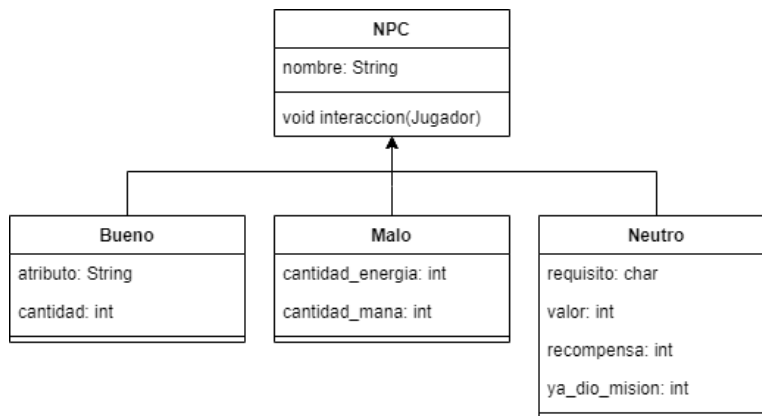 NPC
nombre: String
void interaccion(Jugador)
Bueno
atributo: String
cantidad: int
Malo
cantidad_energia: int
cantidad_mana: int
Neutro
requisito: char
valor: int
recompensa: int
ya_dio_mision: int